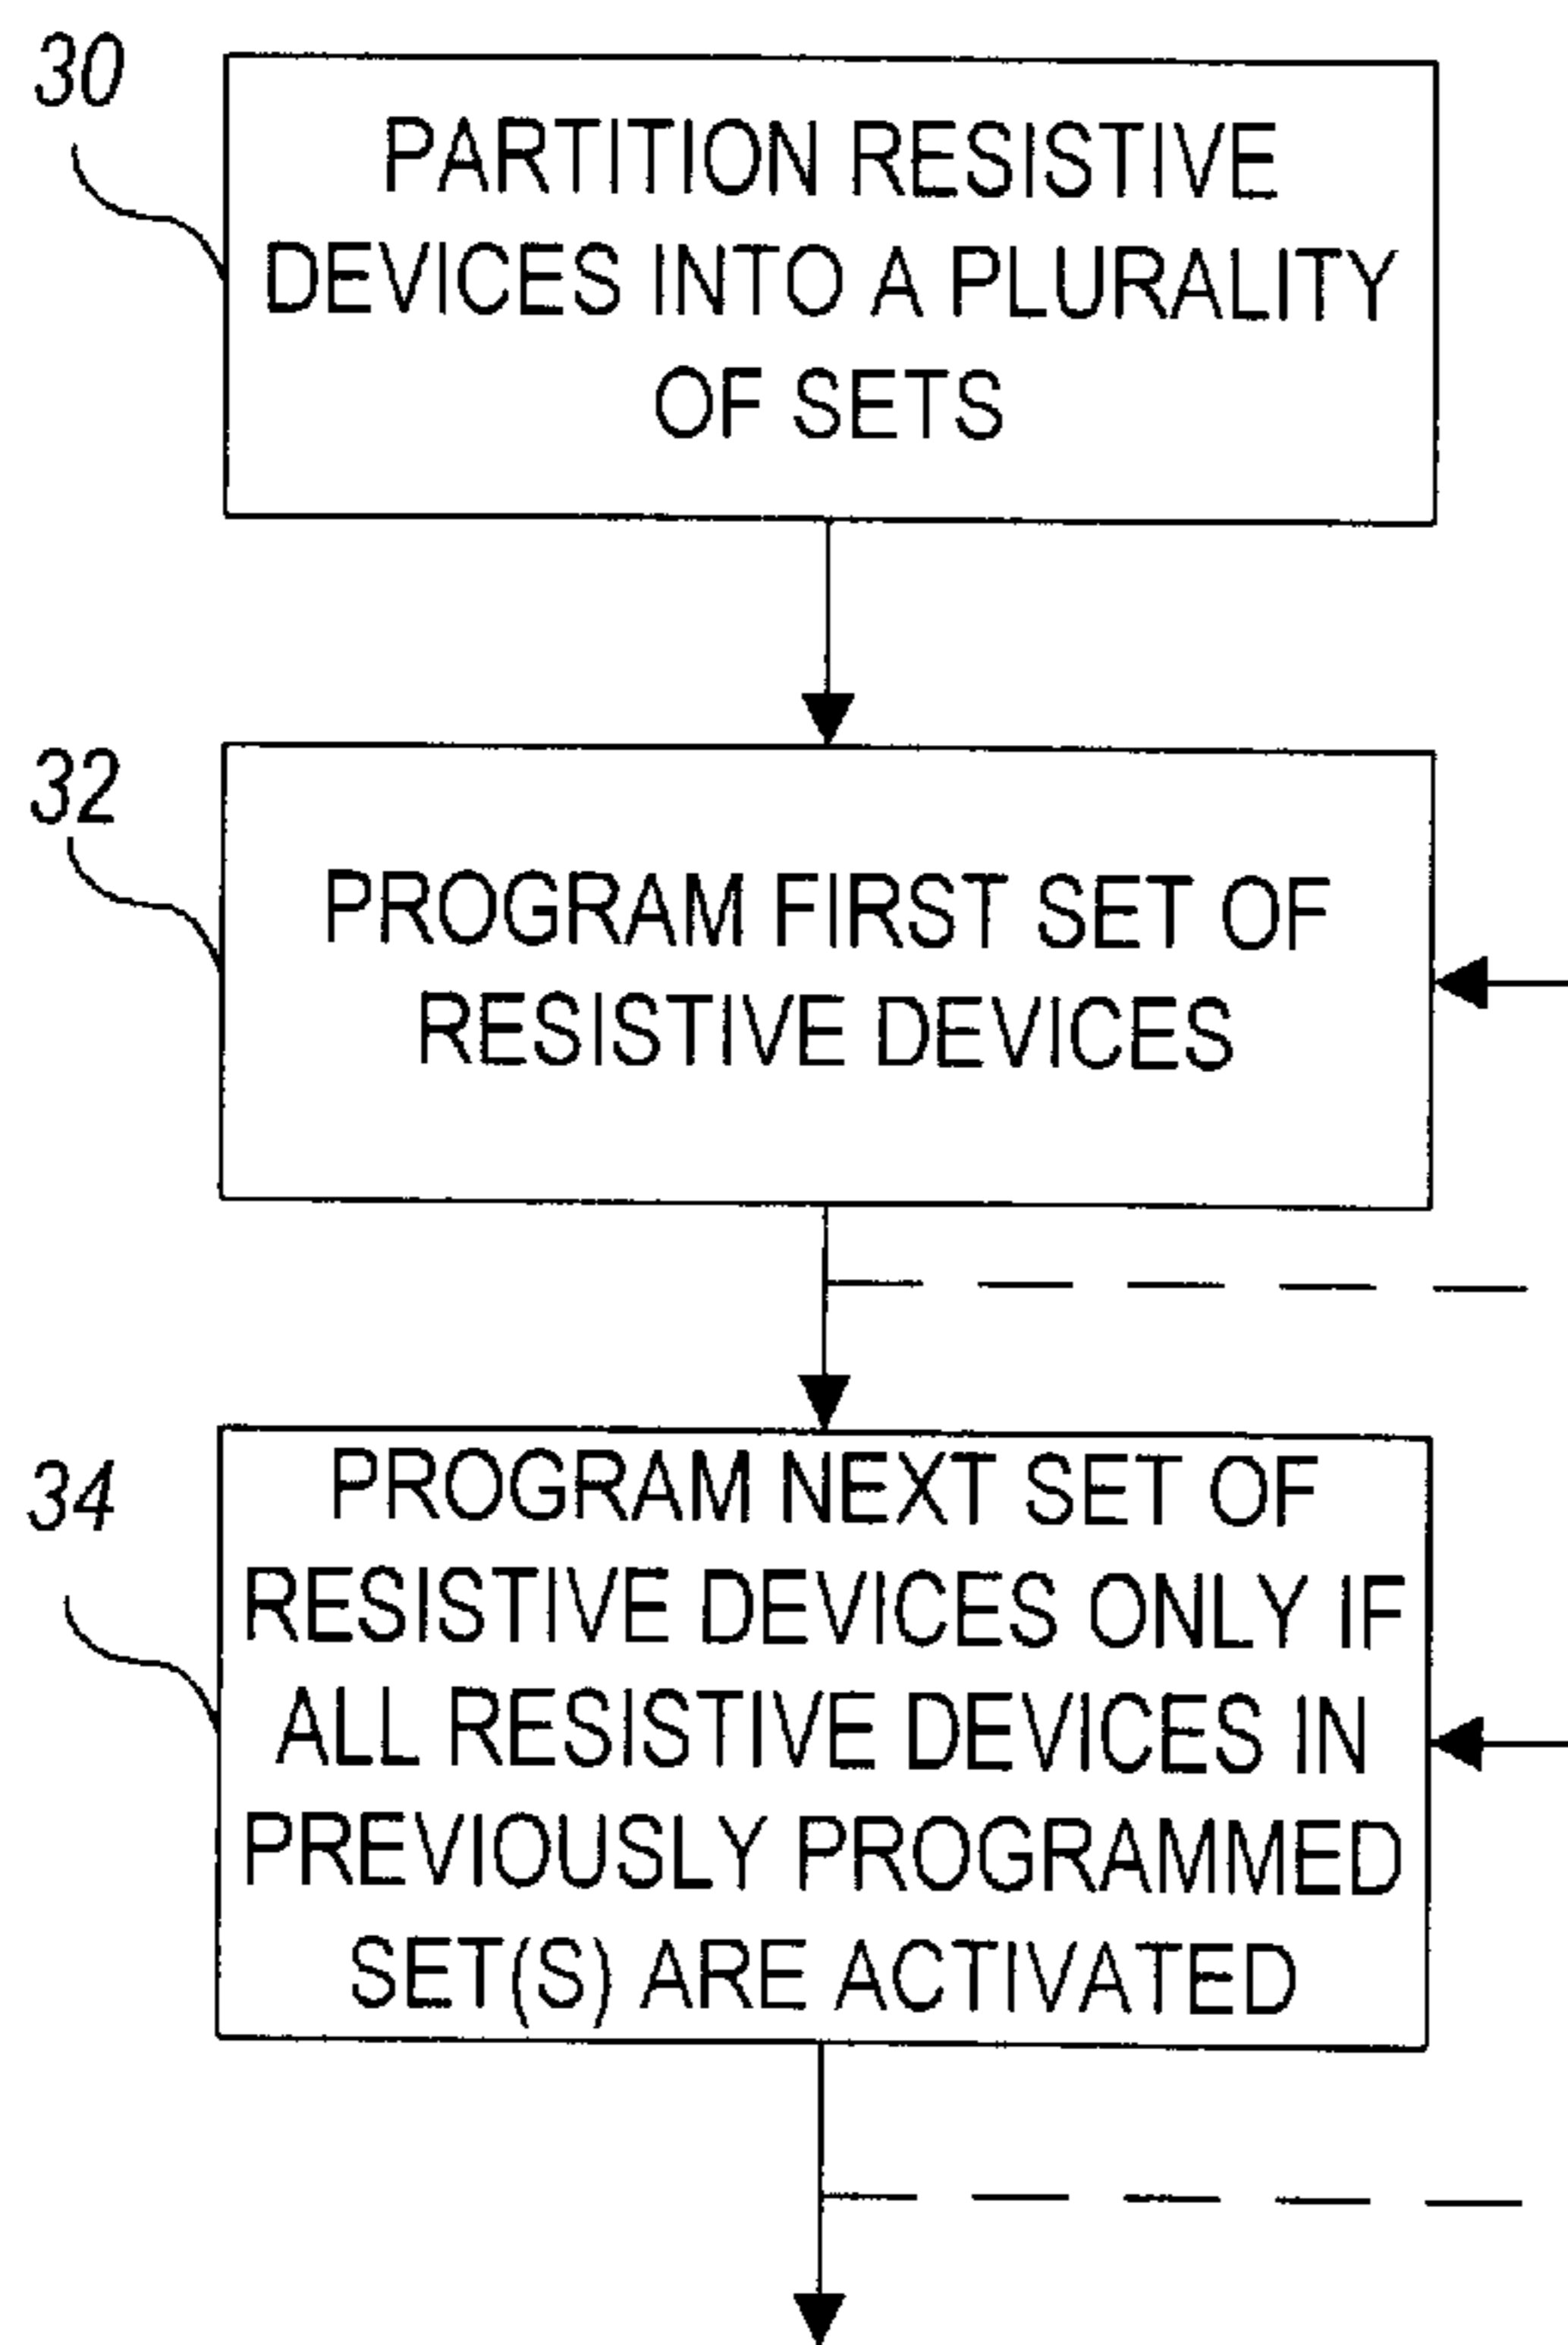 30
PARTITION RESISTIVE
DEVICES INTO A PLURALITY
OF SETS
32
PROGRAM FIRST SET OF
RESISTIVE DEVICES
34
PROGRAM NEXT SET OF
RESISTIVE DEVICES ONLY IF
ALL RESISTIVE DEVICES IN
PREVIOUSLY PROGRAMMED
SET(S) ARE ACTIVATED